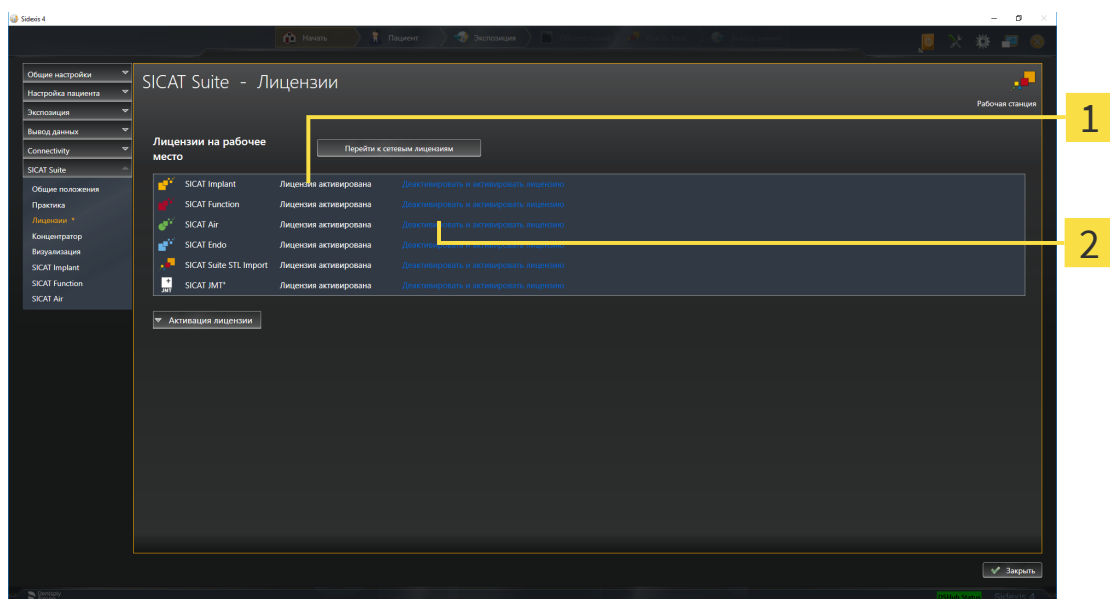 Sidexis 4
Начать
Пациент
Экспозиция
Общие настройки
Настройка пациента
Экспозиция
Вывод данных
Connectivity
SICAT Suite
Общие положения
Практика
Лицензии *
Концентратор
Визуализация
SICAT Implant
SICAT Function
SICAT Air
SICAT Suite - Лицензии
Рабочая станция
Лицензии на рабочее
место
Перейти к сетевым лицензиям
SICAT Implant Лицензия активирована Деактивировать и активировать лицензию
SICAT Function Лицензия активирована Деактивировать и активировать лицензию
SICAT Air Лицензия активирована Деактивировать и активировать лицензию
SICAT Endo Лицензия активирована Деактивировать и активировать лицензию
SICAT Suite STL Import Лицензия активирована Деактивировать и активировать лицензию
JMT SICAT JMT+ Лицензия активирована Деактивировать и активировать лицензию
Активация лицензии
1
2
Закрыть
Sidexis 4